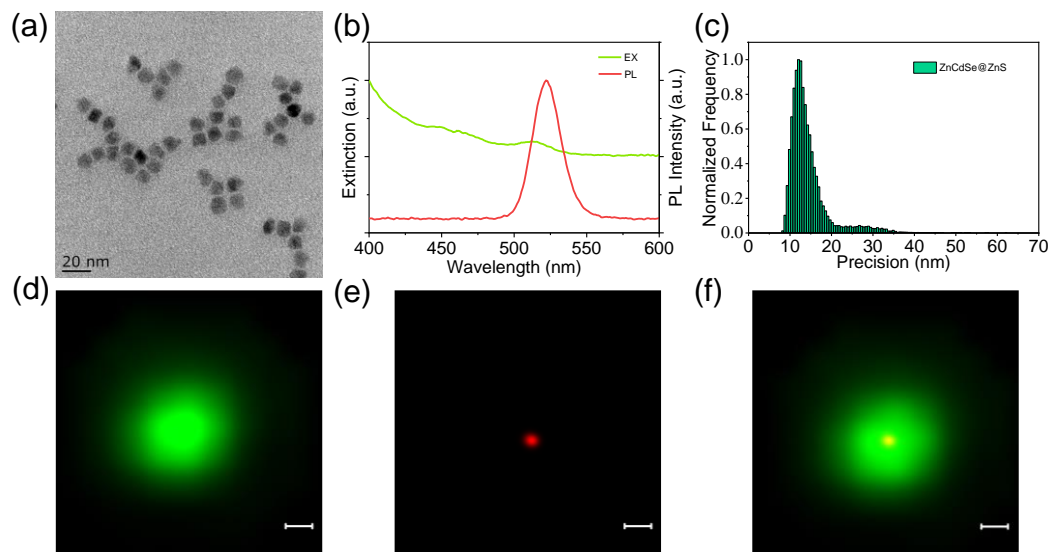 (a)
20 nm
(b)
EX
PL
Extinction (a.u.)
PL Intensity (a.u.)
400 450 500 550 600
Wavelength (nm)
(c)
ZnCdSe@ZnS
Normalized Frequency
1.0
0.8
0.6
0.4
0.2
0.0
0 10 20 30 40 50 60 70
Precision (nm)
(d)
(e)
(f)